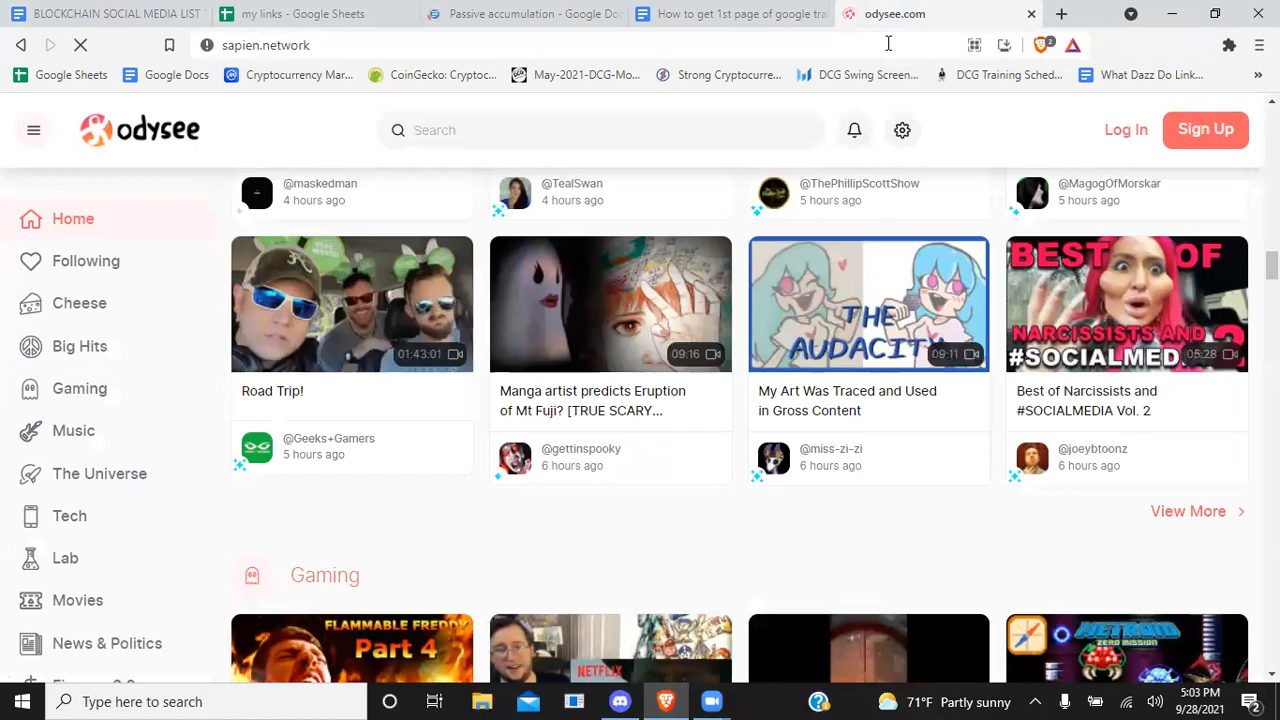 BLOCKCHAIN SOCIAL MEDIA LIST
my links - Google Sheets
Passive accumulation - Google Do
How to get 1st page of google tra
odysee.com
sapien.network
2
Google Sheets
Google Docs
Cryptocurrency Mar...
CoinGecko: Cryptoc...
May-2021-DCG-Mo...
Strong Cryptocurre...
DCG Swing Screen...
DCG Training Sched...
What Dazz Do Link...
odysee
Search
Log In
Sign Up
Home
Following
Cheese
Big Hits
Gaming
Music
The Universe
Tech
Lab
Movies
News & Politics
@maskedman
4 hours ago
@TealSwan
4 hours ago
@ThePhillipScottShow
5 hours ago
@MagogOfMorskar
5 hours ago
01:43:01
Road Trip!
@Geeks+Gamers
5 hours ago
09:16
Manga artist predicts Eruption
of Mt Fuji? [TRUE SCARY...
@gettinspooky
6 hours ago
THE
AUDACITY
09:11
My Art Was Traced and Used
in Gross Content
@miss-zi-zi
6 hours ago
BEST OF
NARCISSISTS AND
#SOCIALMED
05:28
Best of Narcissists and
#SOCIALMEDIA Vol. 2
@joeybtoonz
6 hours ago
View More
Gaming
FLAMMABLE FREDDY
Part 4
NETFLIX
METROID
ZERO MISSION
Type here to search
71°F Partly sunny
5:03 PM
9/28/2021
2